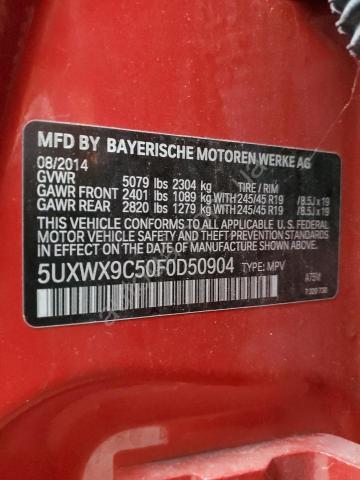 MFD BY BAYERISCHE MOTOREN WERKE AG
08/2014
GVWR 5079 lbs 2304 kg TIRE / RIM
GAWR FRONT 2401 lbs 1089 kg WITH 245/45 R19 / 8.5J x 19
GAWR REAR 2820 lbs 1279 kg WITH 245/45 R19 / 8.5J x 19
THIS VEHICLE CONFORMS TO ALL APPLICABLE U.S. FEDERAL
MOTOR VEHICLE SAFETY STANDARDS IN EFFECT
ON THE DATE OF MANUFACTURE SHOWN ABOVE.
5UXWX9C50F0D50904 TYPE: MPV